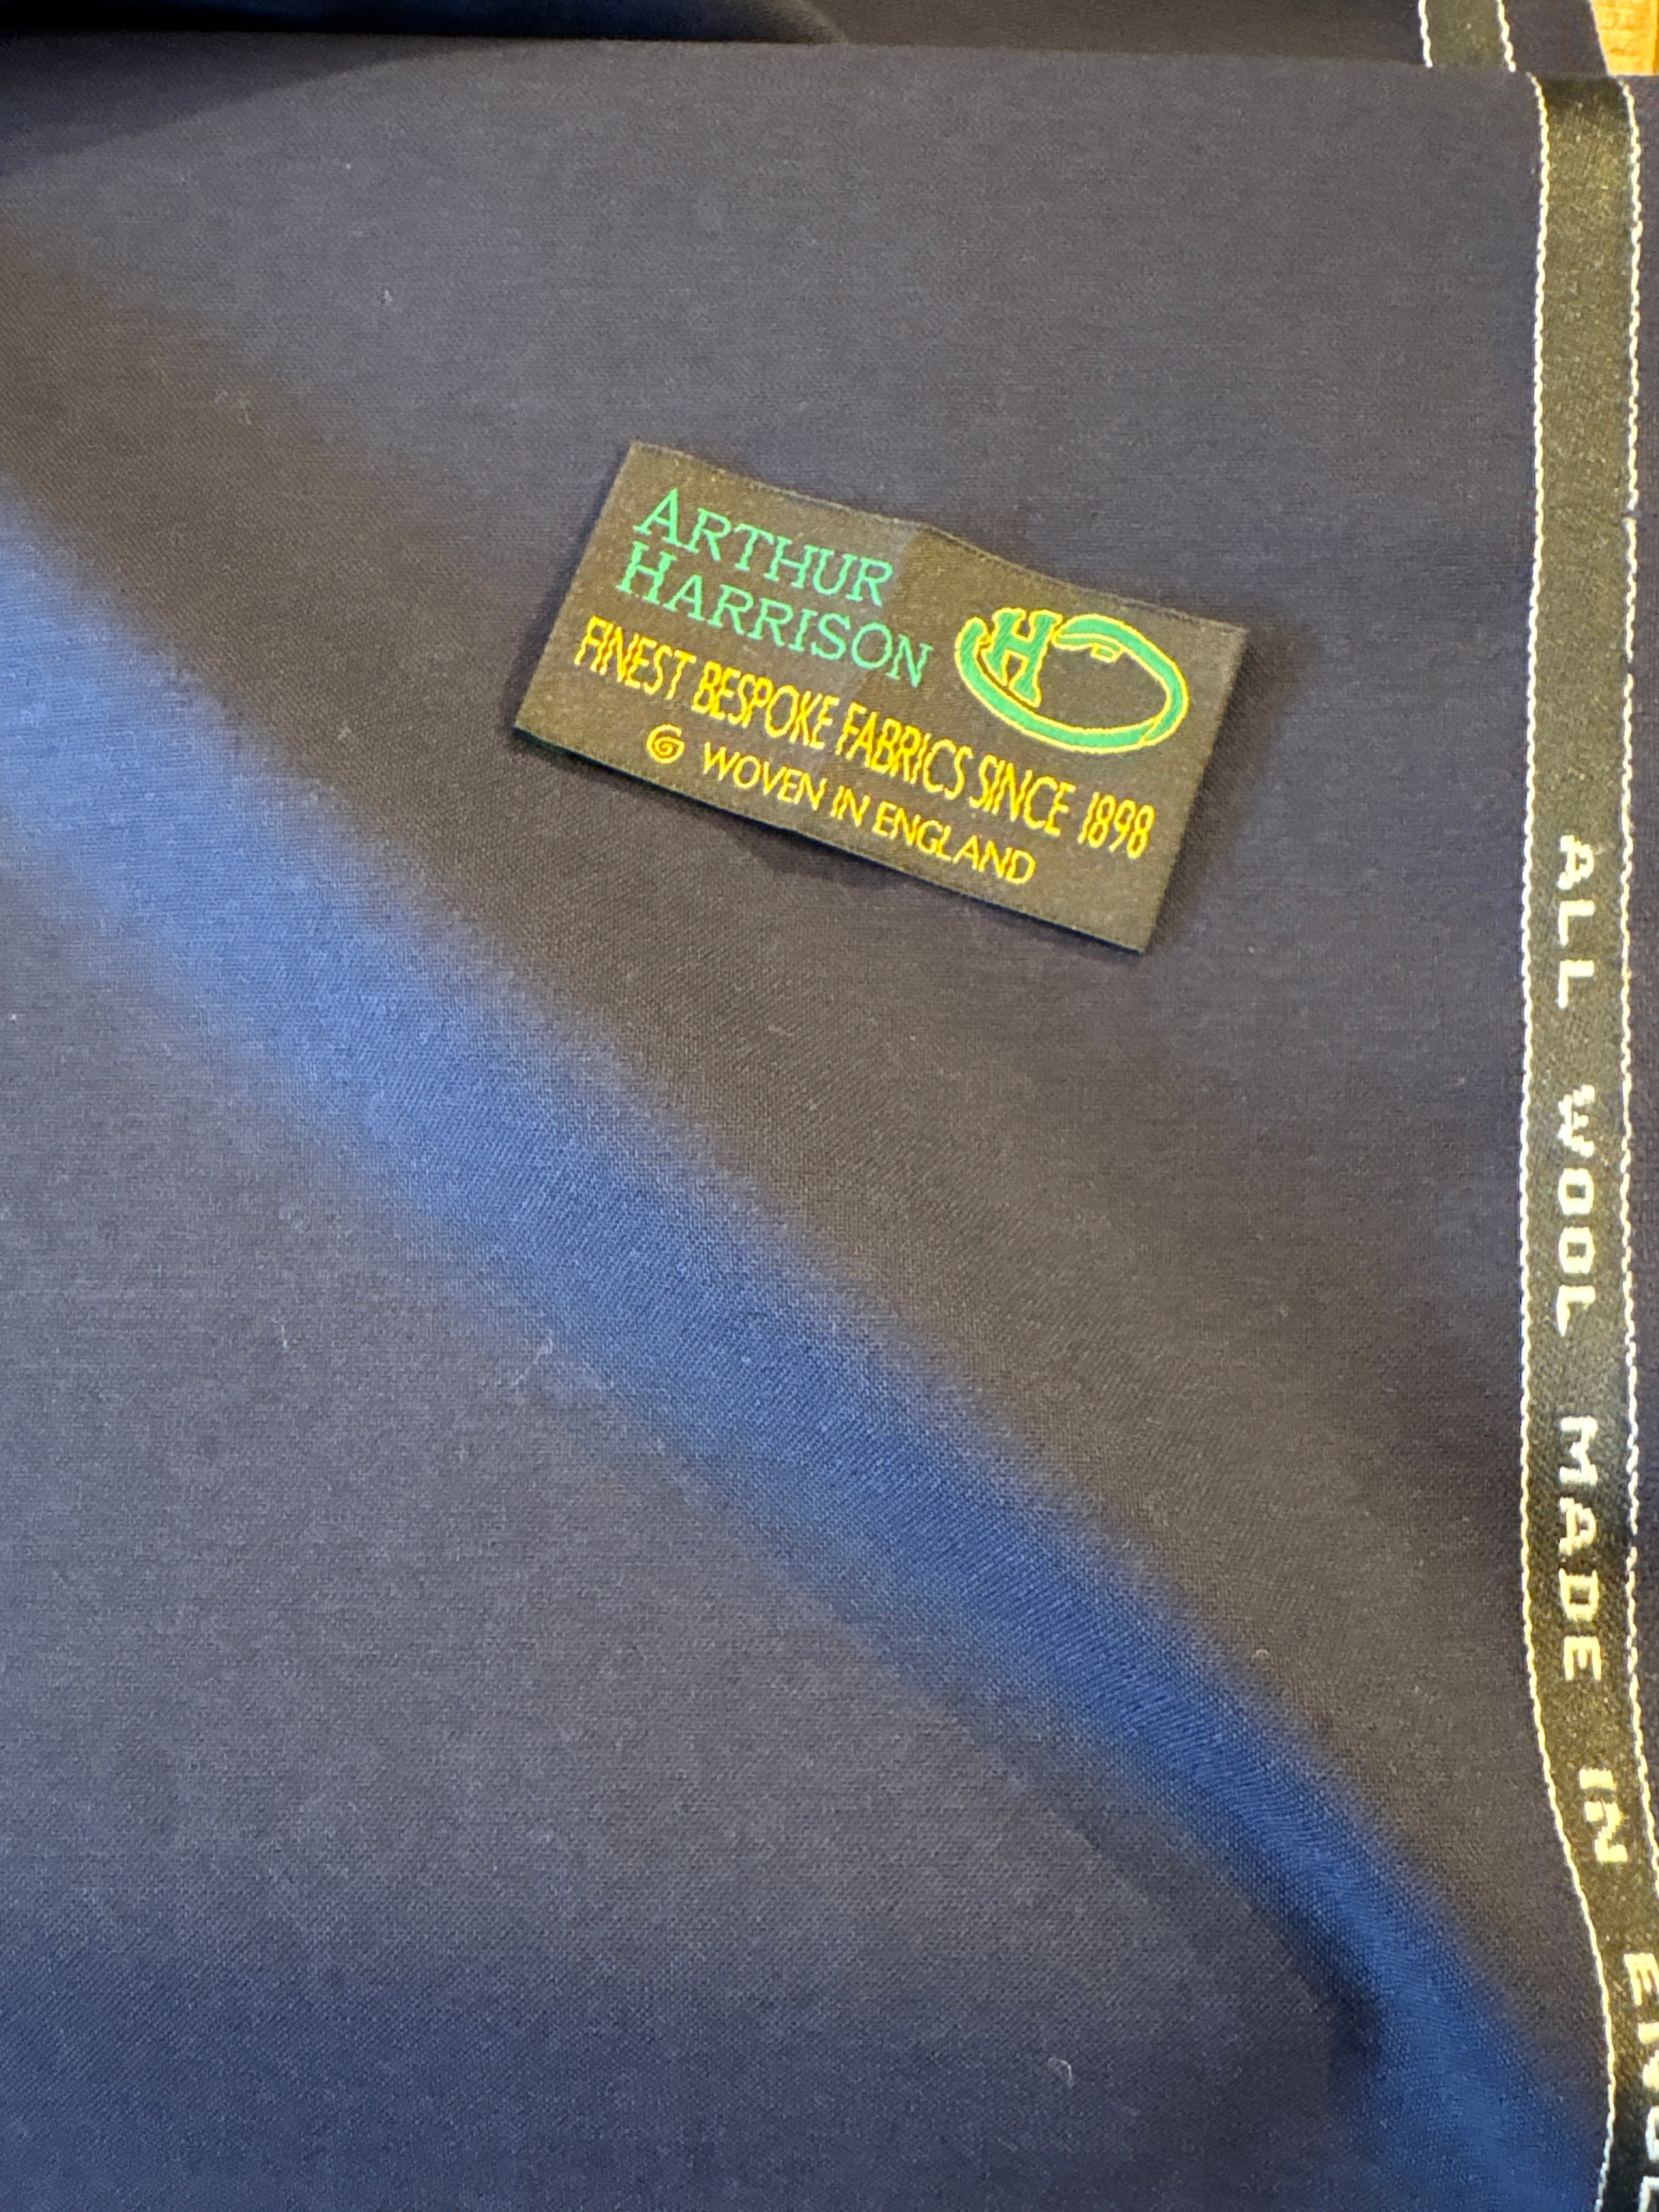 ARTHUR
HARRISON
H
FINEST BESPOKE FABRICS SINCE 1898
WOVEN IN ENGLAND
ALL WOOL MADE IN